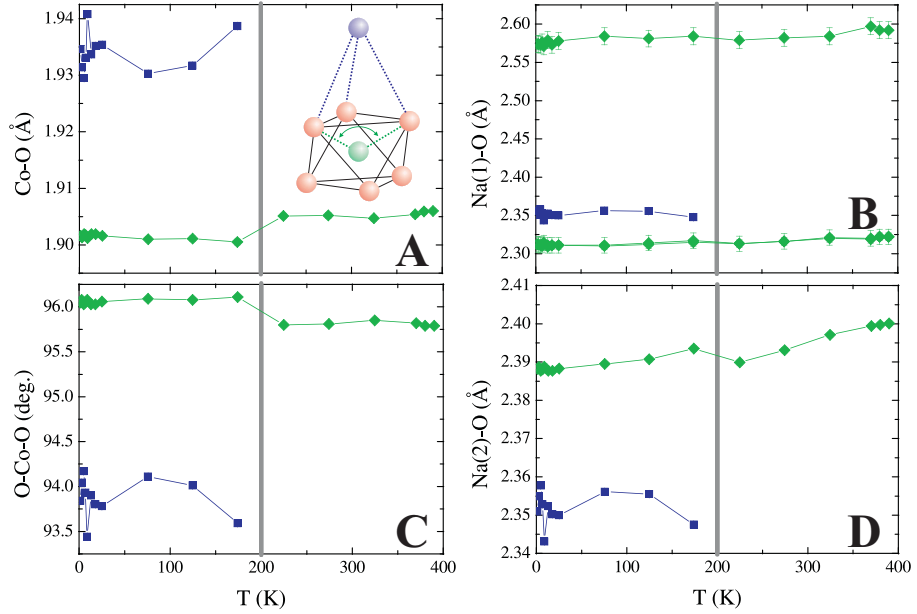 Co-O (Å)
1.94
1.93
1.92
1.91
1.90
A
Na(1)-O (Å)
2.60
2.55
2.50
2.45
2.40
2.35
2.30
B
O-Co-O (deg.)
96.0
95.5
95.0
94.5
94.0
93.5
C
0 100 200 300 400
T (K)
Na(2)-O (Å)
2.41
2.40
2.39
2.38
2.37
2.36
2.35
2.34
D
0 100 200 300 400
T (K)